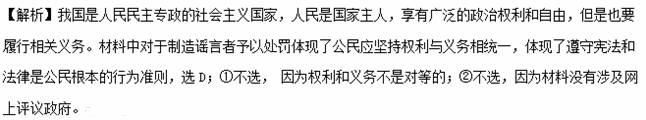 【解析】我国是人民民主专政的社会主义国家，人民是国家主人，享有广泛的政治权利和自由，但是也要
履行相关义务。材料中对于制造谣言者予以处罚体现了公民应坚持权利与义务相统一，体现了遵守宪法和
法律是公民根本的行为准则，选 D；①不选， 因为权利和义务不是对等的；②不选，因为材料没有涉及网
上评议政府。